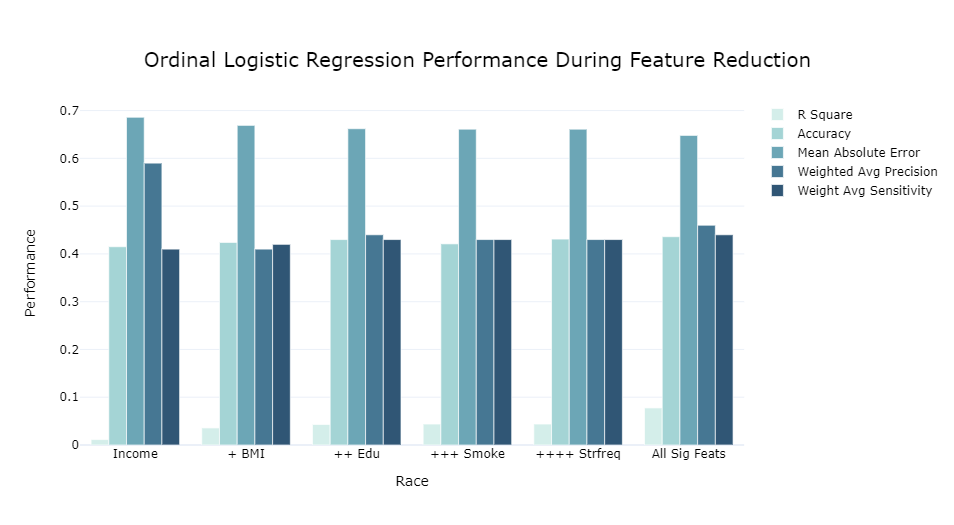 Ordinal Logistic Regression Performance During Feature Reduction
R Square
Accuracy
Mean Absolute Error
Weighted Avg Precision
Weight Avg Sensitivity
Performance
0.7
0.6
0.5
0.4
0.3
0.2
0.1
0
Income + BMI ++ Edu +++ Smoke ++++ Strfreq All Sig Feats
Race